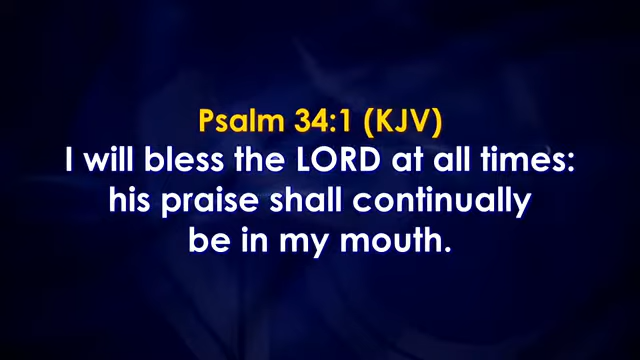 Psalm 34:1 (KJV)
I will bless the LORD at all times:
his praise shall continually
be in my mouth.